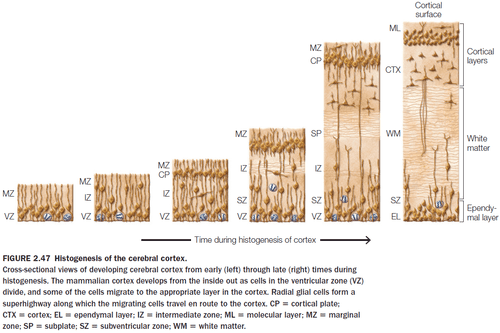 Cortical
surface
ML
MZ
CP
Cortical
layers
CTX
MZ
SP
WM
White
matter
MZ
CP
IZ
IZ
MZ
IZ
MZ
IZ
SZ
SZ
SZ
VZ
VZ
VZ
VZ
VZ
EL
Ependy-
mal layer
Time during histogenesis of cortex
FIGURE 2.47 Histogenesis of the cerebral cortex.
Cross-sectional views of developing cerebral cortex from early (left) through late (right) times during
histogenesis. The mammalian cortex develops from the inside out as cells in the ventricular zone (VZ)
divide, and some of the cells migrate to the appropriate layer in the cortex. Radial glial cells form a
superhighway along which the migrating cells travel en route to the cortex. CP = cortical plate;
CTX = cortex; EL = ependymal layer; IZ = intermediate zone; ML = molecular layer; MZ = marginal
zone; SP = subplate; SZ = subventricular zone; WM = white matter.